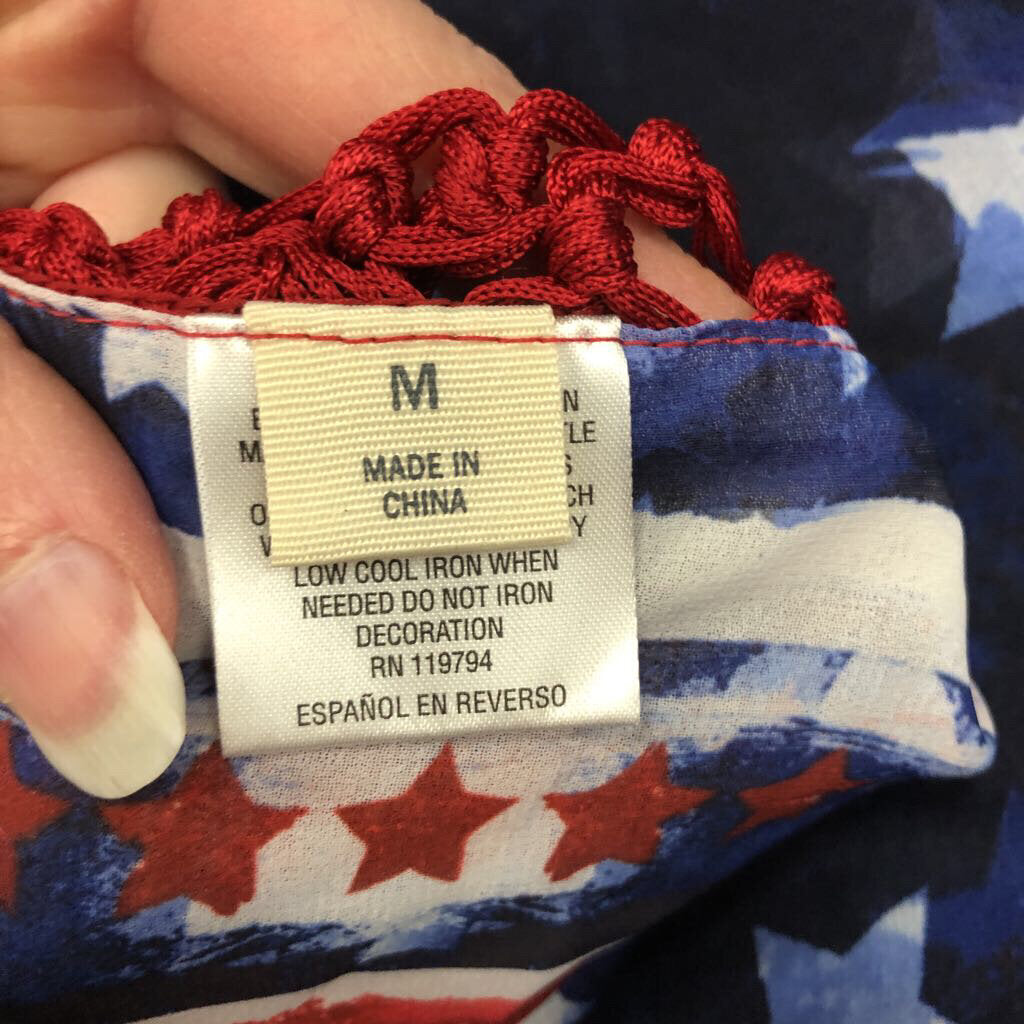 M
MADE IN
CHINA
LOW COOL IRON WHEN
NEEDED DO NOT IRON
DECORATION
RN 119794
ESPAÑOL EN REVERSO